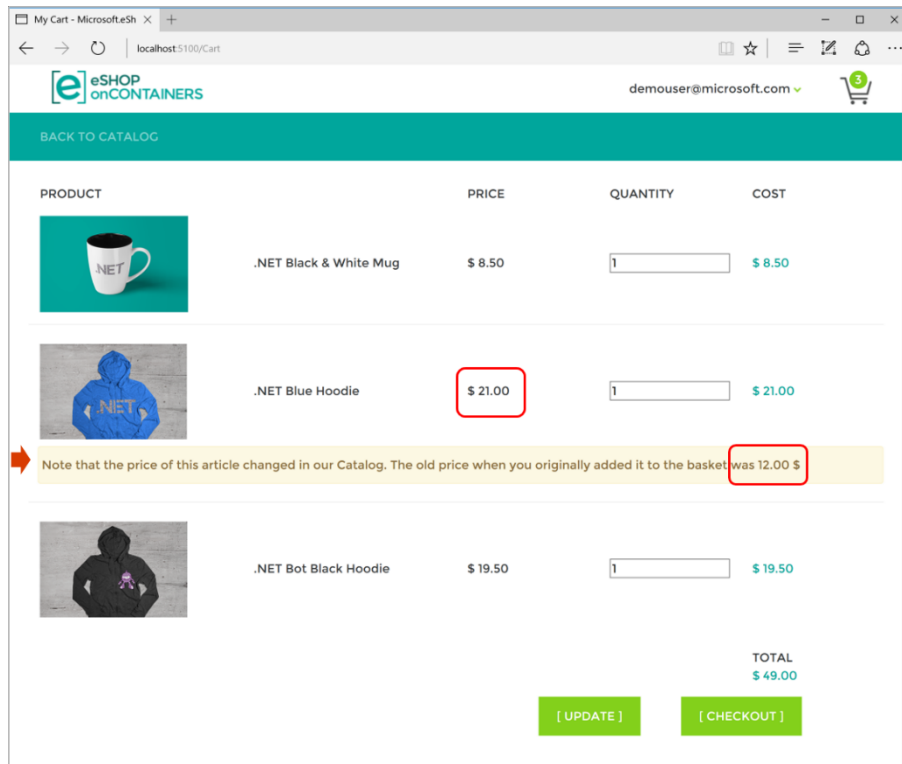 My Cart - Microsoft.eSh
localhost:5100/Cart
[e] eSHOP
onCONTAINERS
demouser@microsoft.com
3
BACK TO CATALOG
PRODUCT PRICE QUANTITY COST
.NET
.NET Black & White Mug $ 8.50 1 $ 8.50
.NET
.NET Blue Hoodie $ 21.00 1 $ 21.00
Note that the price of this article changed in our Catalog. The old price when you originally added it to the basket was 12.00 $
.NET Bot Black Hoodie $ 19.50 1 $ 19.50
TOTAL
$ 49.00
[ UPDATE ] [ CHECKOUT ]